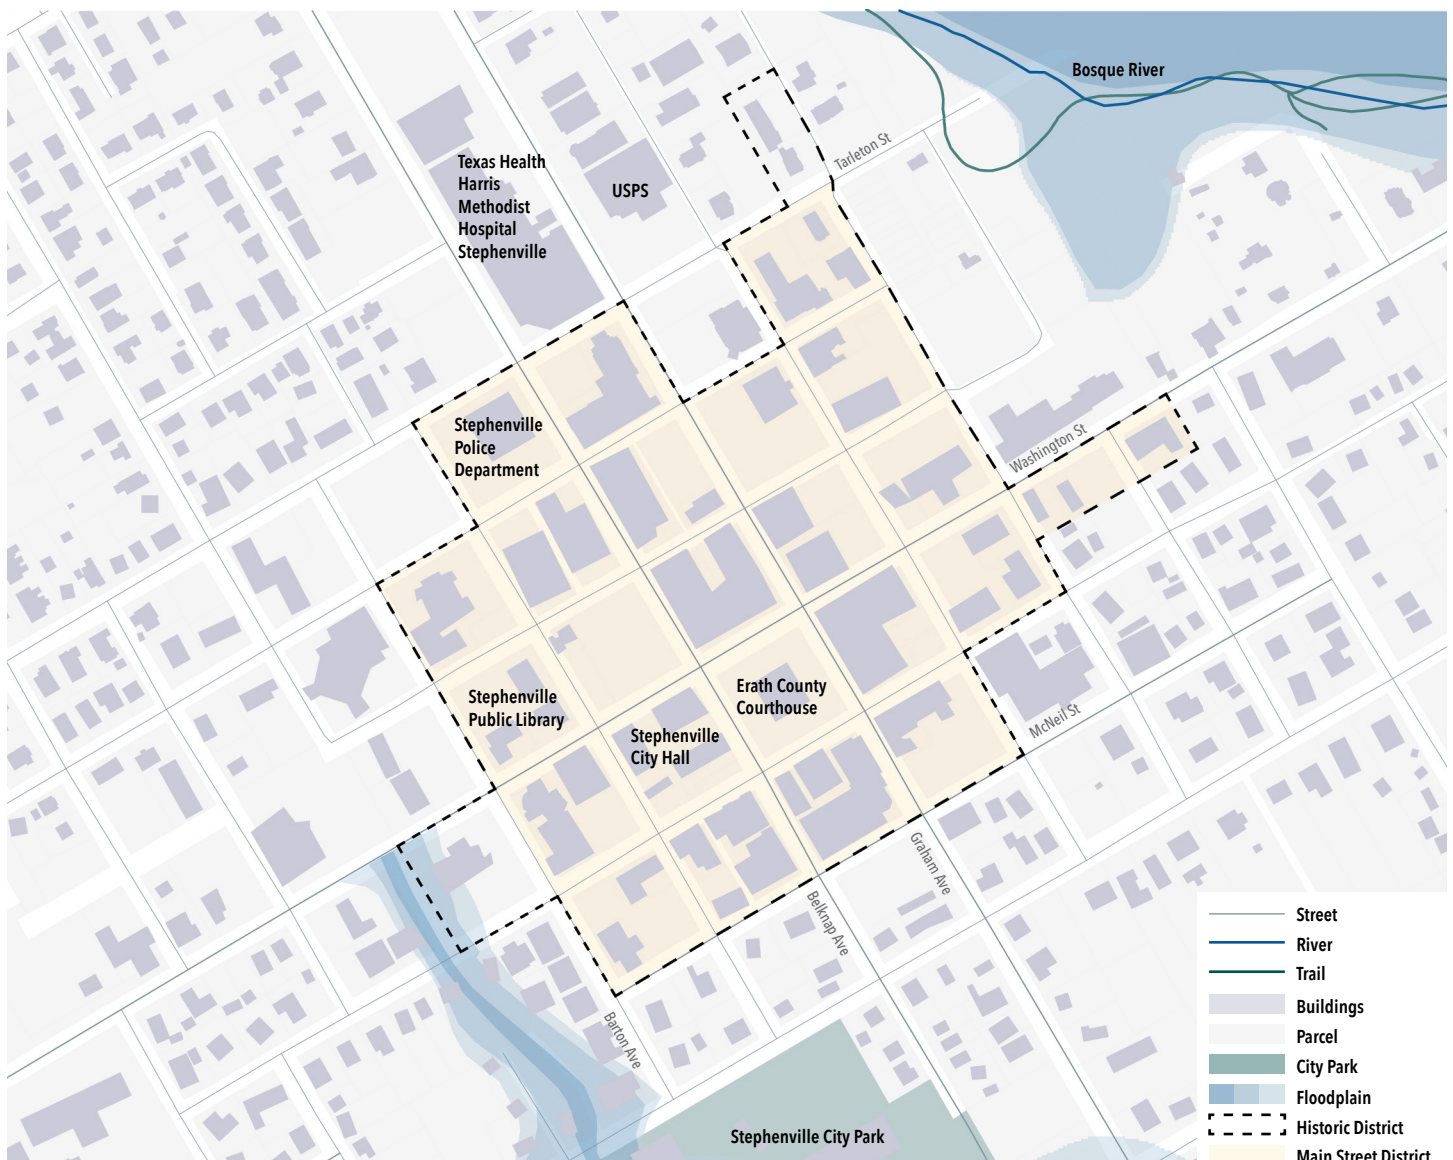 Bosque River
Tarleton St
Texas Health
Harris
Methodist
Hospital
Stephenville
USPS
Stephenville
Police
Department
Washington St
Stephenville
Public Library
Erath County
Courthouse
Stephenville
City Hall
McNeil St
Graham Ave
Belknap Ave
Barton Ave
Stephenville City Park
Street
River
Trail
Buildings
Parcel
City Park
Floodplain
Historic District
Main Street District